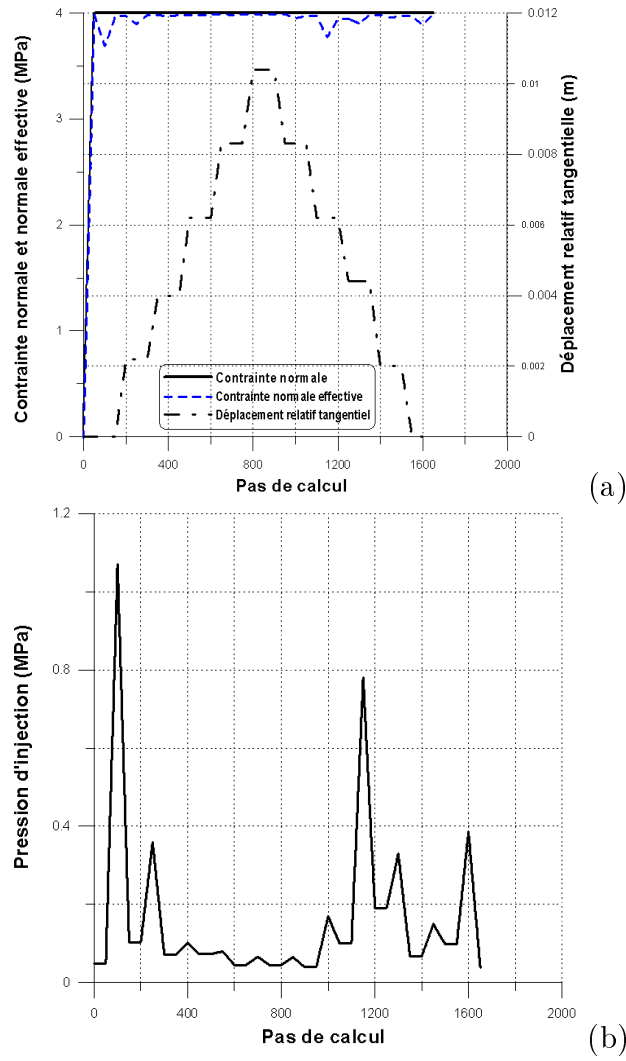 4
3
2
1
0
Contrainte normale et normale effective (MPa)
0.012
0.01
0.008
0.006
0.004
0.002
0
Déplacement relatif tangentielle (m)
Contrainte normale
Contrainte normale effective
Déplacement relatif tangentiel
0 400 800 1200 1600 2000
Pas de calcul
(a)
1.2
0.8
0.4
0
Pression d'injection (MPa)
0 400 800 1200 1600 2000
Pas de calcul
(b)